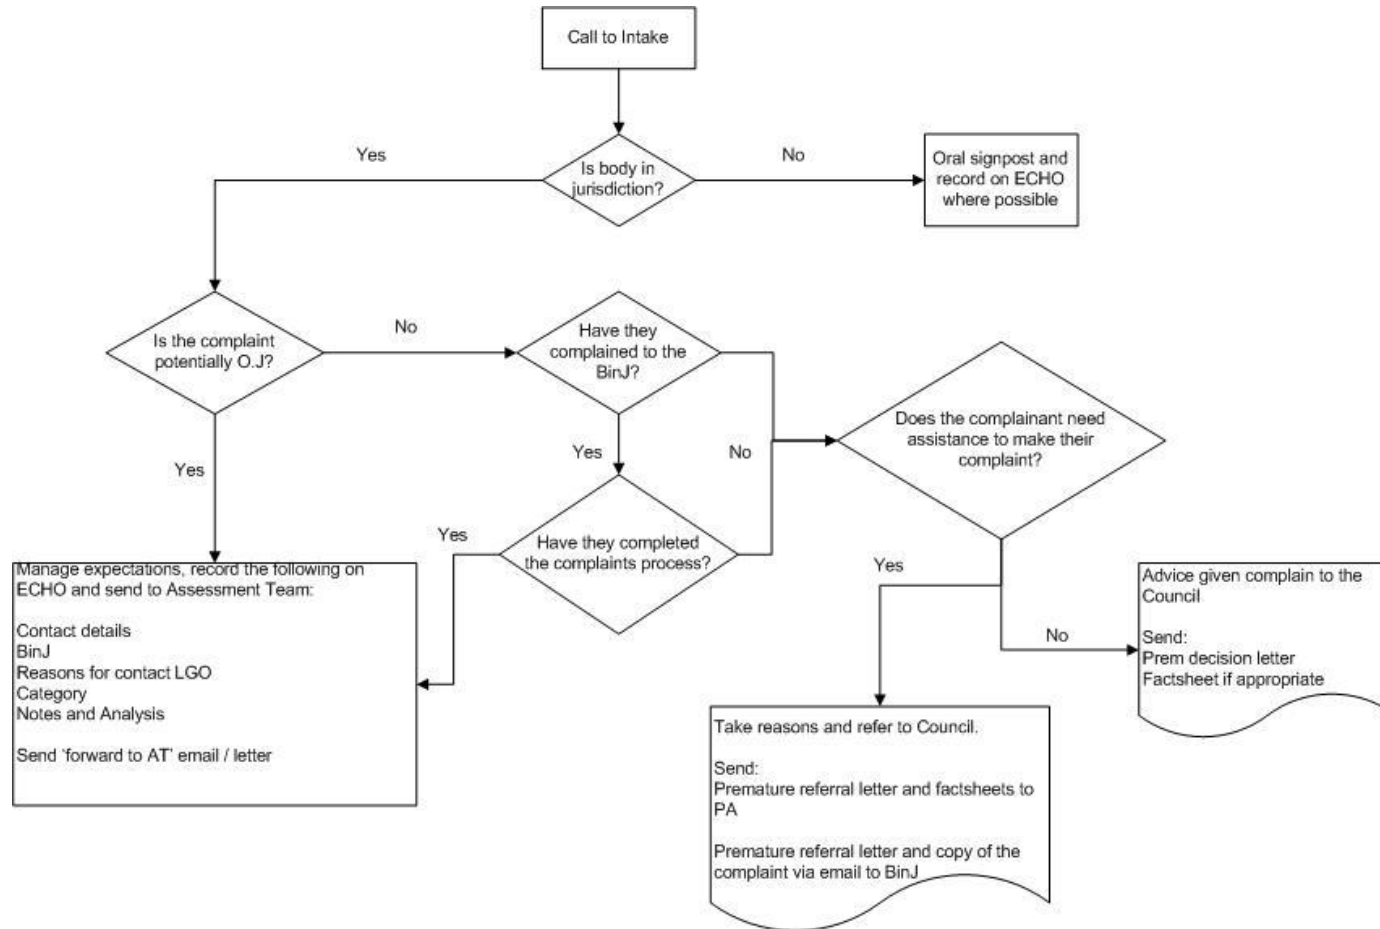 Call to Intake
Yes
No
Is body in
jurisdiction?
Oral signpost and
record on ECHO
where possible
Is the complaint
potentially O.J?
No
Have they
complained to the
BinJ?
Does the complainant need
assistance to make their
complaint?
Yes
Yes
No
Have they completed
the complaints process?
Yes
Manage expectations, record the following on
ECHO and send to Assessment Team:
Contact details
BinJ
Reasons for contact LGO
Category
Notes and Analysis
Send ‘forward to AT’ email / letter
Yes
No
Advice given complain to the
Council
Send:
Prem decision letter
Factsheet if appropriate
Take reasons and refer to Council.
Send:
Premature referral letter and factsheets to
PA
Premature referral letter and copy of the
complaint via email to BinJ